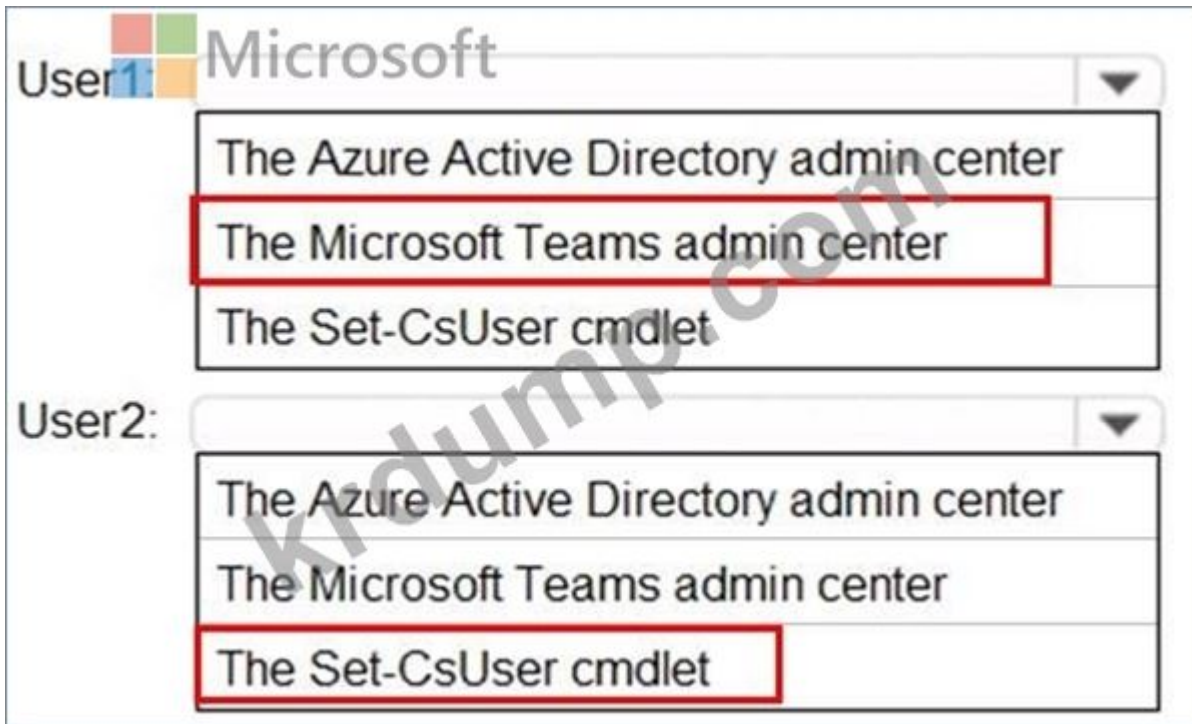 Microsoft
User1:
The Azure Active Directory admin center
The Microsoft Teams admin center
The Set-CsUser cmdlet
User2:
The Azure Active Directory admin center
The Microsoft Teams admin center
The Set-CsUser cmdlet
krdump.com